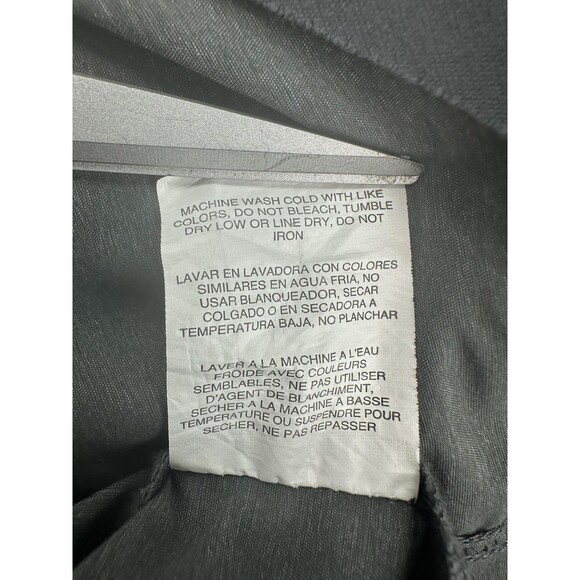 MACHINE WASH COLD WITH LIKE
COLORS, DO NOT BLEACH, TUMBLE
DRY LOW OR LINE DRY, DO NOT
IRON
LAVAR EN LAVADORA CON COLORES
SIMILARES EN AGUA FRIA, NO
USAR BLANQUEADOR, SECAR
COLGADO O EN SECADORA A
TEMPERATURA BAJA, NO PLANCHAR
LAVER A LA MACHINE A L'EAU
FROIDE AVEC COULEURS
SEMBLABLES, NE PAS UTILISER
D'AGENT DE BLANCHIMENT,
SECHER A LA MACHINE A BASSE
TEMPERATURE OU SUSPENDRE POUR
SECHER, NE PAS REPASSER